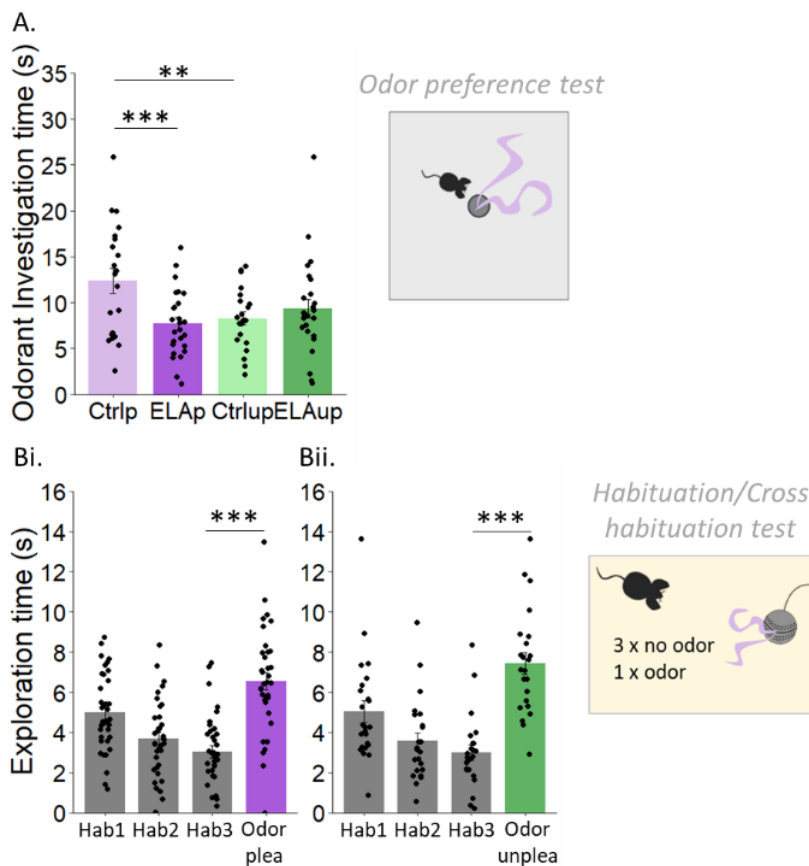 A.
Odorant Investigation time (s)
35
30
25
20
15
10
5
0
**
***
Ctrlp ELAp Ctrlup ELAup
Odor preference test
Bi.
Exploration time (s)
16
14
12
10
8
6
4
2
0
***
Hab1 Hab2 Hab3 Odor
plea
Bii.
16
14
12
10
8
6
4
2
0
***
Hab1 Hab2 Hab3 Odor
unplea
Habituation/Cross
habituation test
3 x no odor
1 x odor